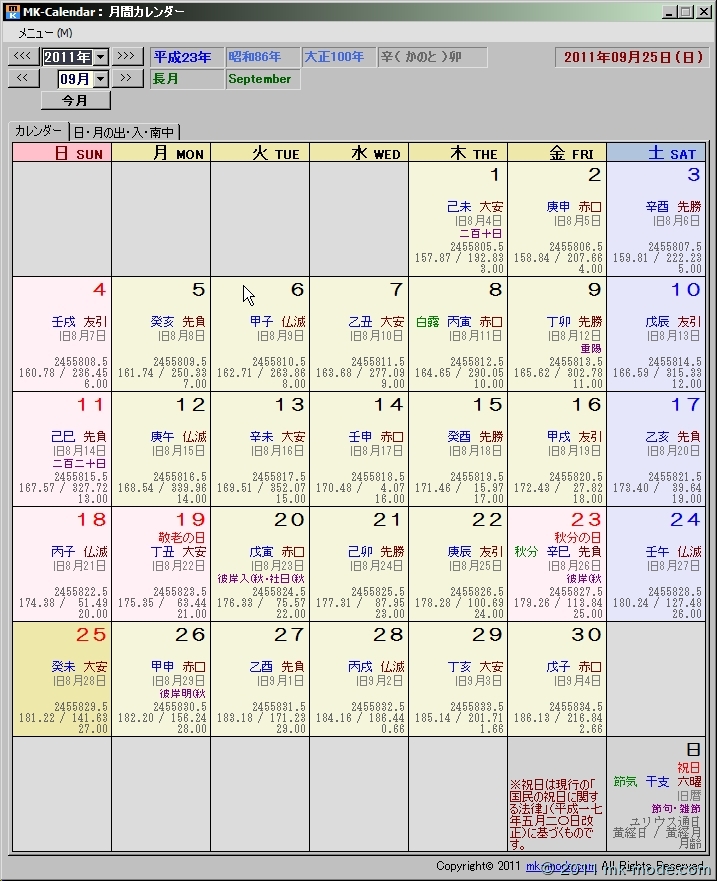 MK-Calendar： 月間カレンダー
メニュー(M)
<<< 2011年 >>> 平成23年 昭和86年 大正100年 辛( かのと ) 卯 2011年09月25日(日)
<< 09月 >> 長月 September
今月
カレンダー 日・月の出・入・南中
日 SUN 月 MON 火 TUE 水 WED 木 THE 金 FRI 土 SAT
1 2 3
己未 大安 庚申 赤口 辛酉 先勝
旧8月4日 旧8月5日 旧8月6日
二百十日
2455805.5 2455806.5 2455807.5
157.87 / 192.83 158.84 / 207.66 159.81 / 222.23
3.00 4.00 5.00
4 5 6 7 8 9 10
壬戌 友引 癸亥 先負 甲子 仏滅 乙丑 大安 白露 丙寅 赤口 丁卯 先勝 戊辰 友引
旧8月7日 旧8月8日 旧8月9日 旧8月10日 旧8月11日 旧8月12日 旧8月13日
重陽
2455808.5 2455809.5 2455810.5 2455811.5 2455812.5 2455813.5 2455814.5
160.78 / 236.45 161.74 / 250.33 162.71 / 263.86 163.68 / 277.09 164.65 / 290.05 165.62 / 302.78 166.59 / 315.33
6.00 7.00 8.00 9.00 10.00 11.00 12.00
11 12 13 14 15 16 17
己巳 先負 庚午 仏滅 辛未 大安 壬申 赤口 癸酉 先勝 甲戌 友引 乙亥 先負
旧8月14日 旧8月15日 旧8月16日 旧8月17日 旧8月18日 旧8月19日 旧8月20日
二百二十日
2455815.5 2455816.5 2455817.5 2455818.5 2455819.5 2455820.5 2455821.5
167.57 / 327.72 168.54 / 339.96 169.51 / 352.07 170.48 / 4.07 171.46 / 15.97 172.43 / 27.82 173.40 / 39.64
13.00 14.00 15.00 16.00 17.00 18.00 19.00
18 19 20 21 22 23 24
敬老の日 秋分の日
丙子 仏滅 丁丑 大安 戊寅 赤口 己卯 先勝 庚辰 友引 秋分 辛巳 先負 壬午 仏滅
旧8月21日 旧8月22日 旧8月23日 旧8月24日 旧8月25日 旧8月26日 旧8月27日
彼岸入(秋・社日(秋 彼岸(秋
2455822.5 2455823.5 2455824.5 2455825.5 2455826.5 2455827.5 2455828.5
174.38 / 51.49 175.35 / 63.44 176.33 / 75.57 177.31 / 87.95 178.28 / 100.69 179.26 / 113.84 180.24 / 127.48
20.00 21.00 22.00 23.00 24.00 25.00 26.00
25 26 27 28 29 30
癸未 大安 甲申 赤口 乙酉 先負 丙戌 仏滅 丁亥 大安 戊子 赤口
旧8月28日 旧8月29日 旧9月1日 旧9月2日 旧9月3日 旧9月4日
彼岸明(秋
2455829.5 2455830.5 2455831.5 2455832.5 2455833.5 2455834.5
181.22 / 141.63 182.20 / 156.24 183.18 / 171.23 184.16 / 186.44 185.14 / 201.71 186.13 / 216.84
27.00 28.00 29.00 0.66 1.66 2.66
※祝日は現行の「
国民の祝日に関す
る法律」（平成一七
年五月二〇日改
正）に基づくもので
す。
日
祝日
節気 干支 六曜
旧暦
節句・雑節
ユリウス通日
黄経日 / 黄経月
月齢
Copyright© 2011 mk-mode.com All Rights Reserved.
© 2011 mk-mode.com